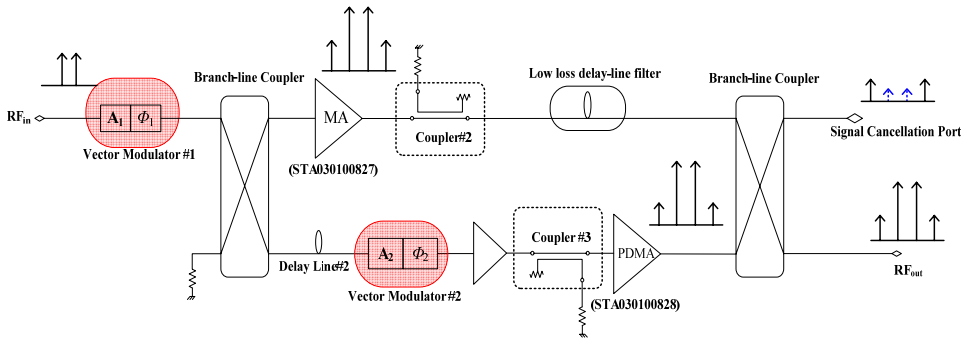 Branch-line Coupler
Low loss delay-line filter
Branch-line Coupler
RFin
A1
Φ1
MA
Coupler#2
Signal Cancellation Port
Vector Modulator#1
(STA030100827)
Coupler #3
A2
Φ2
PDMA
Delay Line#2
RFout
Vector Modulator#2
(STA030100828)